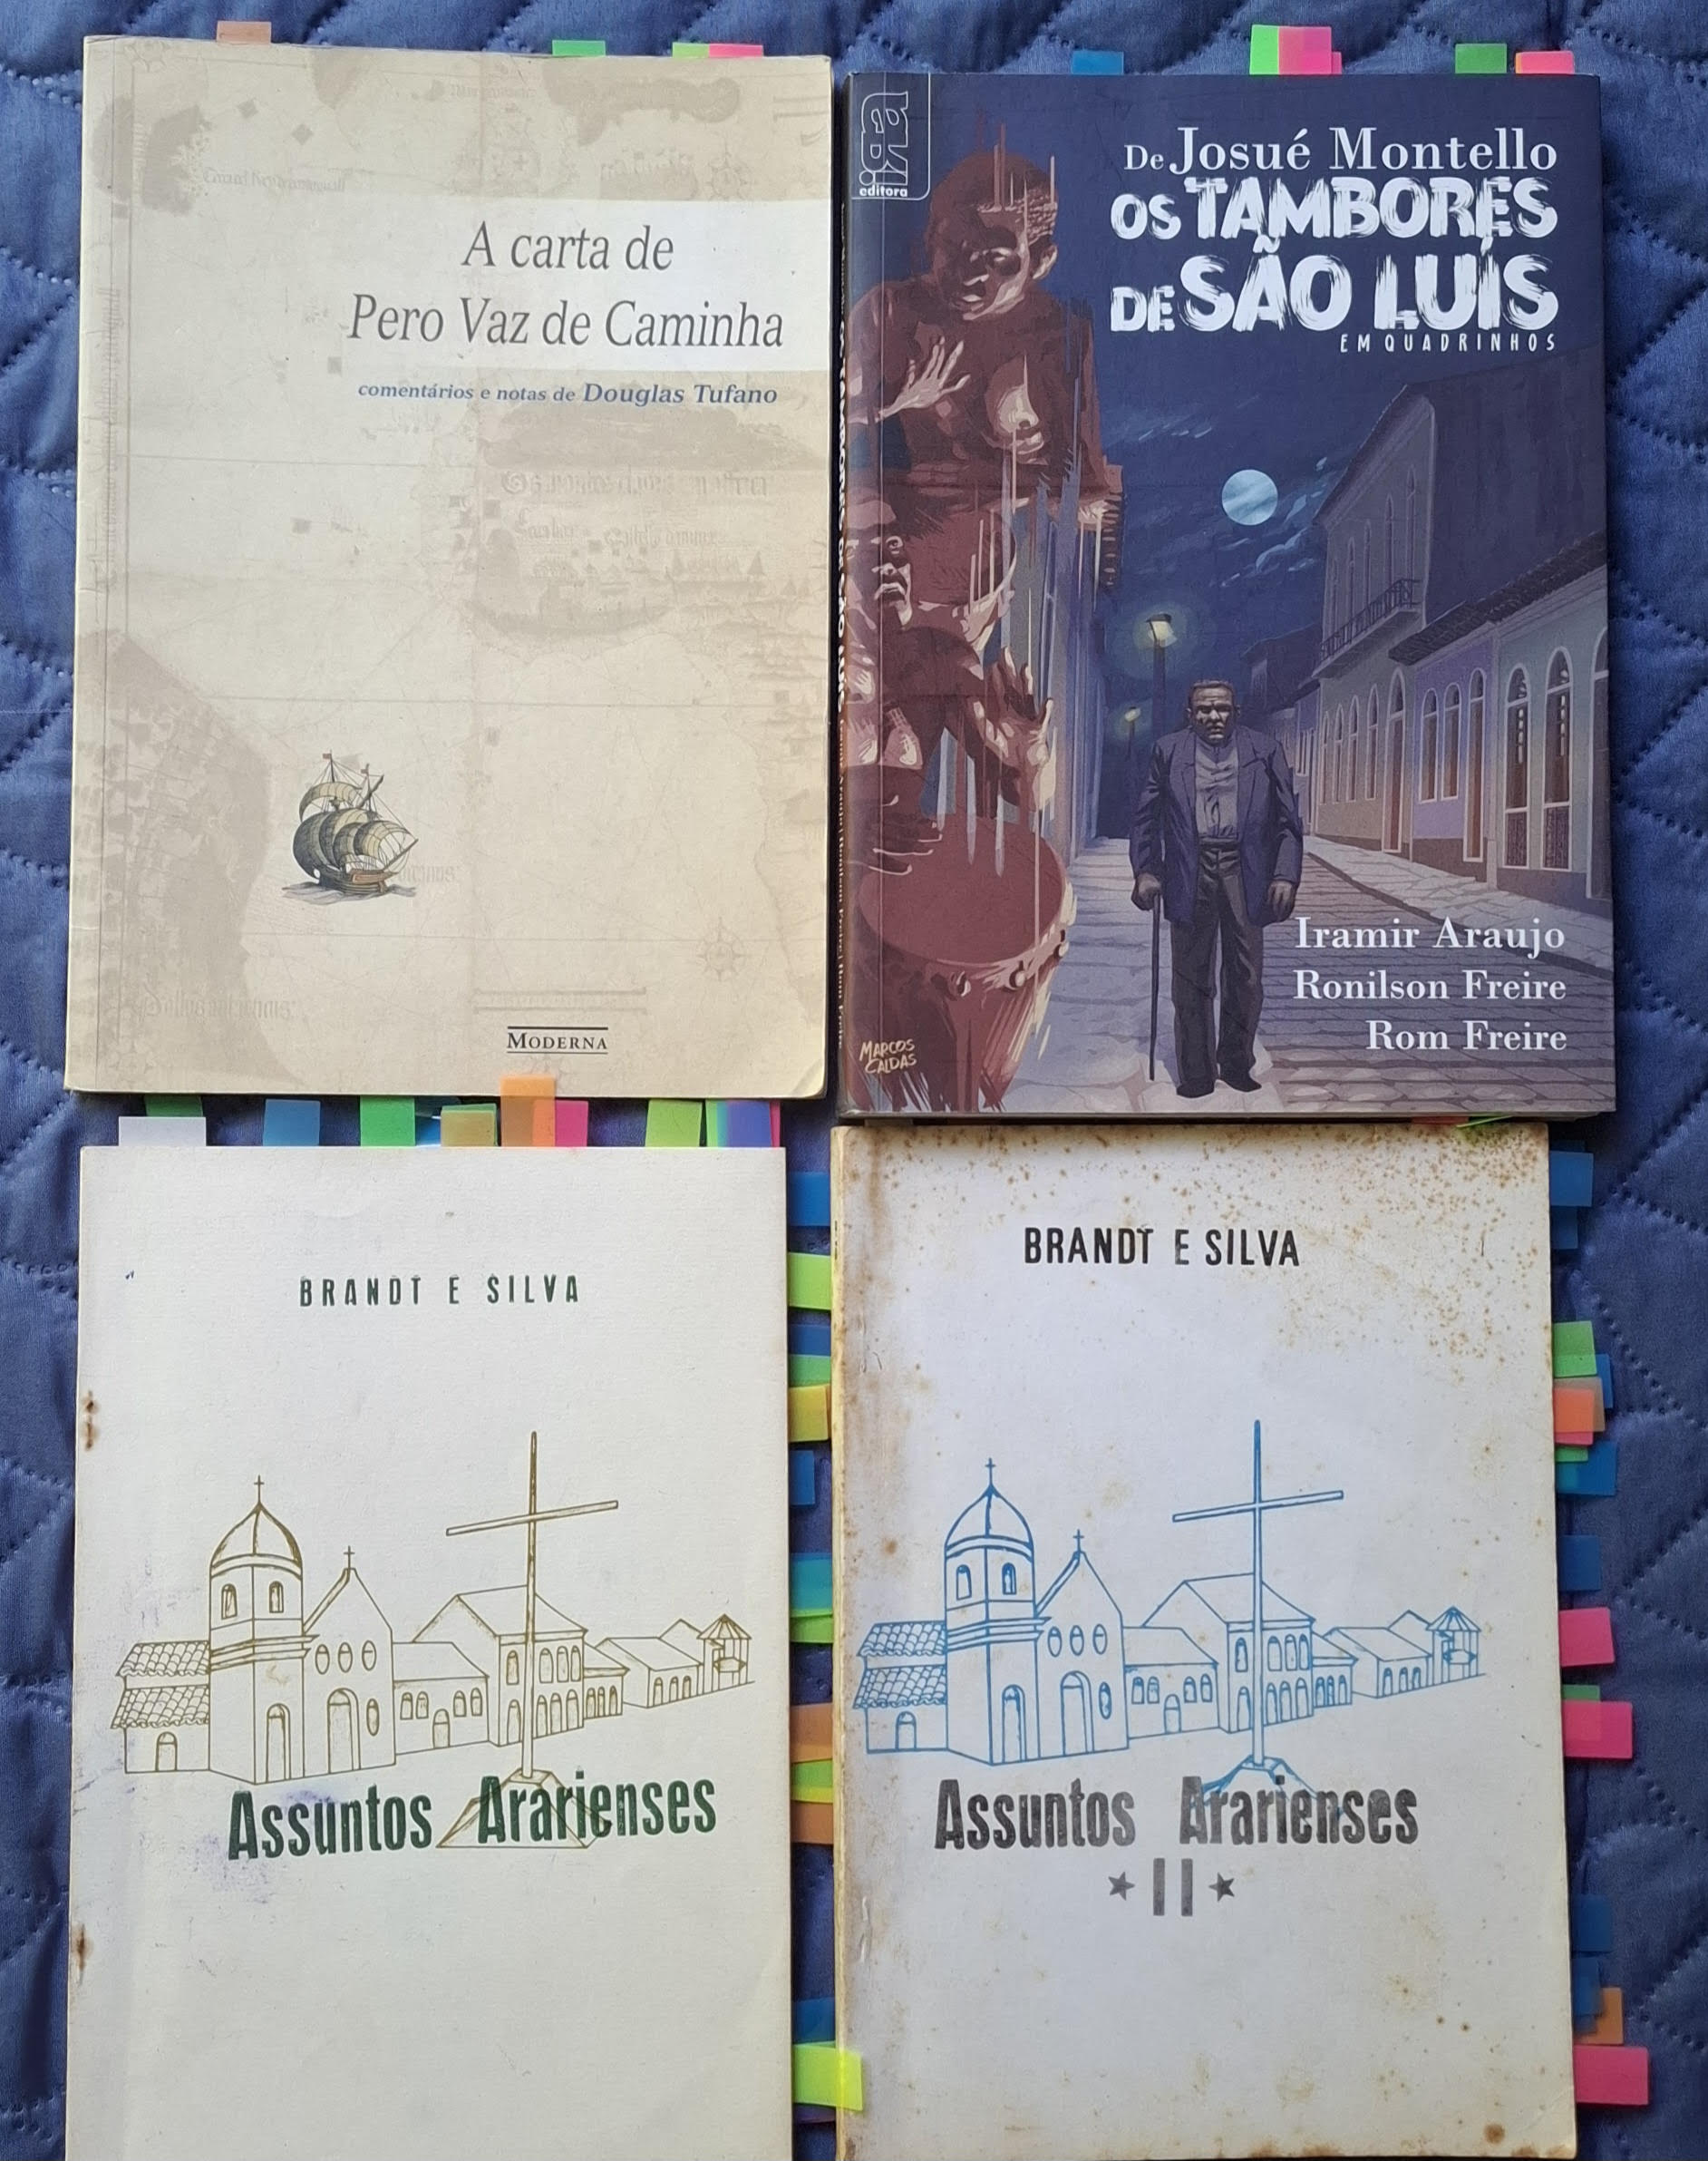 A carta de
Pero Vaz de Caminha
comentários e notas de Douglas Tufano
MODERNA
editora
De Josué Montello
OS TAMBORES
DE SÃO LUÍS
EM QUADRINHOS
Iramir Araujo
Ronilson Freire
Rom Freire
MARCOS
CALDAS
BRANDT E SILVA
Assuntos Ararienses
BRANDT E SILVA
Assuntos Ararienses
★ II ★